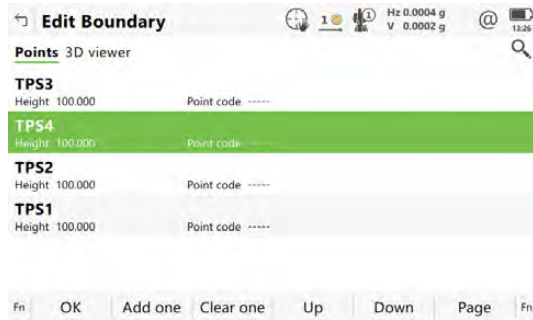 Edit Boundary
1
1
Hz 0.0004 g
V 0.0002 g
@
13:26
Points 3D viewer
TPS3
Height 100.000 Point code -----
TPS4
Height 100.000 Point code -----
TPS2
Height 100.000 Point code -----
TPS1
Height 100.000 Point code -----
Fn OK Add one Clear one Up Down Page Fn